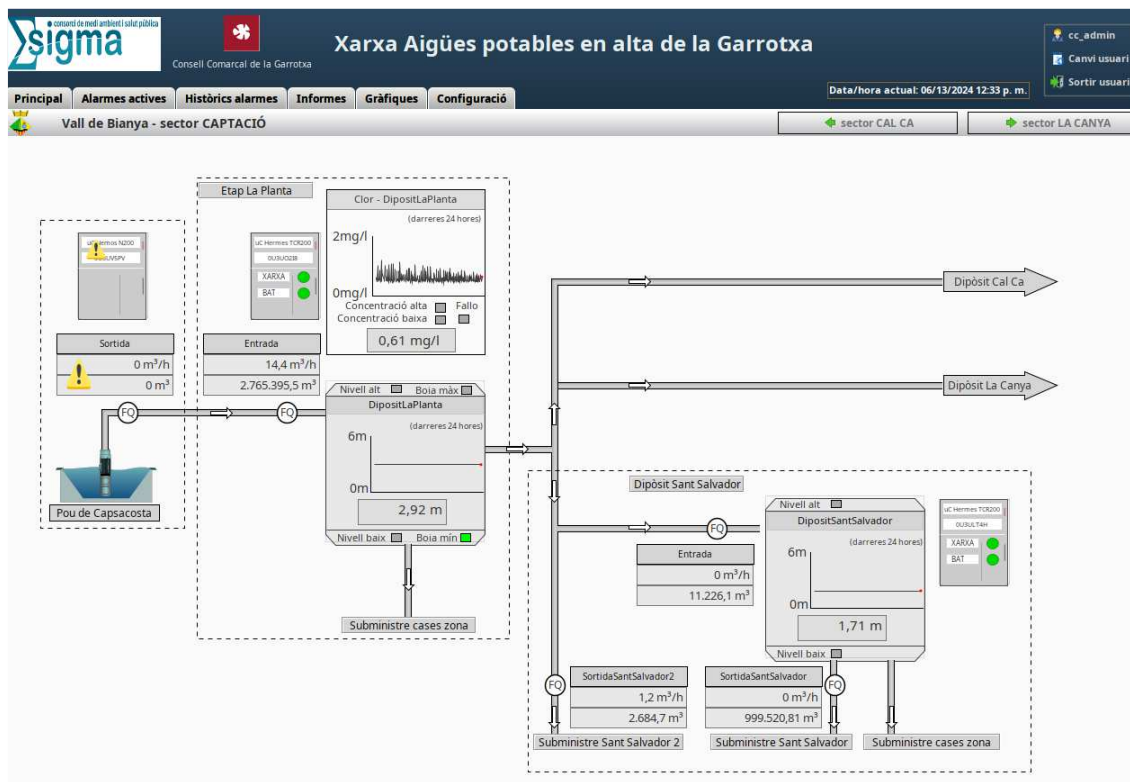 consorci de medi ambient i salut pública
sigma
Consell Comarcal de la Garrotxa
Xarxa Aigües potables en alta de la Garrotxa
cc_admin
Canvi usuari
Sortir usuari
Data/hora actual: 06/13/2024 12:33 p. m.
Principal
Alarmes actives
Històrics alarmes
Informes
Gràfiques
Configuració
Vall de Bianya - sector CAPTACIÓ
sector CAL CA
sector LA CANYA
Etap La Planta
Clor - DipositLaPlanta
(darreres 24 hores)
2mg/l
0mg/l
Concentració alta
Fallo
Concentració baixa
0,61 mg/l
uC Hermes TCR200
0U3UO2I8
XARXA
BAT
Sortida
0 m³/h
0 m³
Entrada
14,4 m³/h
2.765.395,5 m³
FQ
FQ
Pou de Capsacosta
Nivell alt
Boia màx
DipositLaPlanta
(darreres 24 hores)
6m
0m
2,92 m
Nivell baix
Boia mín
Subministre cases zona
Dipòsit Cal Ca
Dipòsit La Canya
Dipòsit Sant Salvador
FQ
Entrada
0 m³/h
11.226,1 m³
Nivell alt
DipositSantSalvador
(darreres 24 hores)
6m
0m
1,71 m
Nivell baix
uC Hermes TCR200
0U3ULT4H
XARXA
BAT
FQ
SortidaSantSalvador2
1,2 m³/h
2.684,7 m³
SortidaSantSalvador
0 m³/h
999.520,81 m³
FQ
Subministre Sant Salvador 2
Subministre Sant Salvador
Subministre cases zona